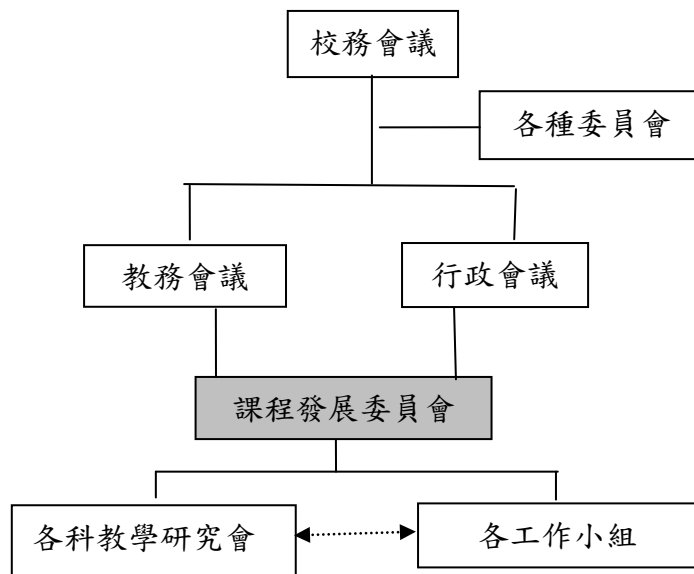 校務會議
各種委員會
教務會議
行政會議
課程發展委員會
各科教學研究會
各工作小組